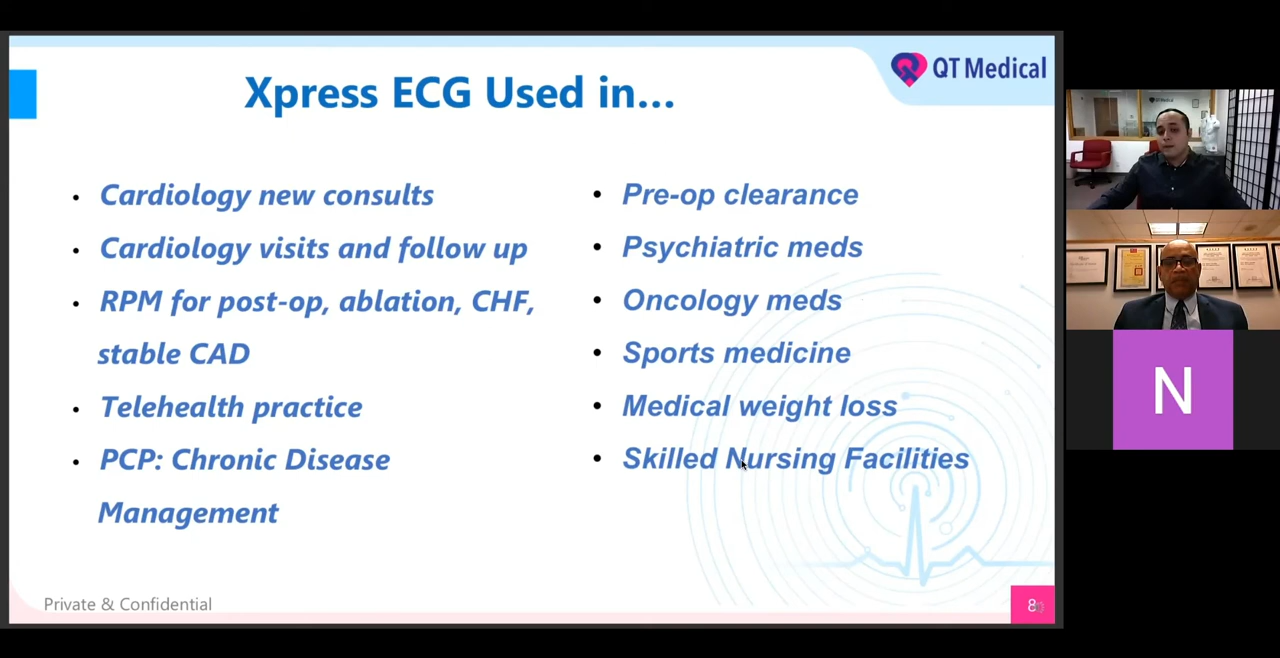 Xpress ECG Used in...
QT Medical
• Cardiology new consults
• Cardiology visits and follow up
• RPM for post-op, ablation, CHF,
stable CAD
• Telehealth practice
• PCP: Chronic Disease
Management
• Pre-op clearance
• Psychiatric meds
• Oncology meds
• Sports medicine
• Medical weight loss
• Skilled Nursing Facilities
Private & Confidential
8
QT Medical
N